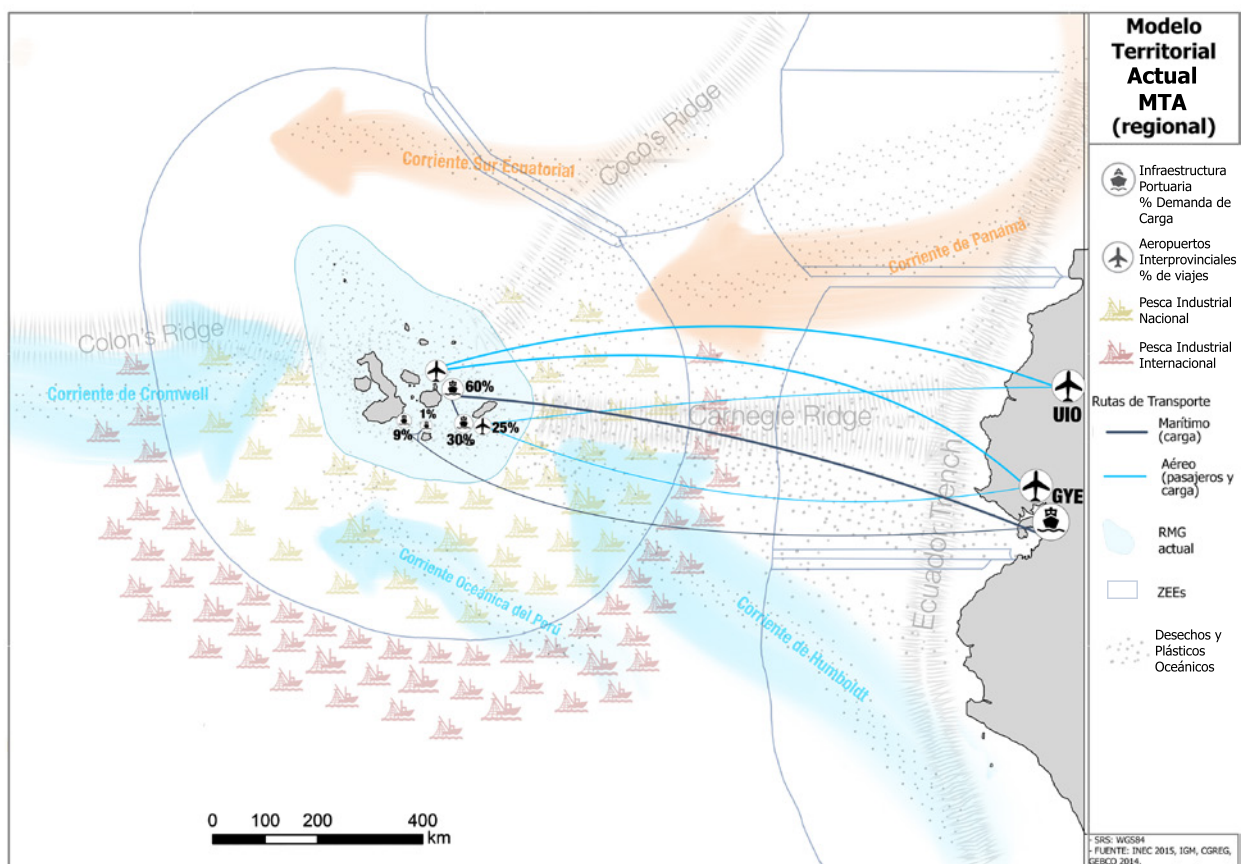 Modelo
Territorial
Actual
MTA
(regional)
Infraestructura
Portuaria
% Demanda de
Carga
Aeropuertos
Interprovinciales
% de viajes
Pesca Industrial
Nacional
Pesca Industrial
Internacional
Rutas de Transporte
Marítimo
(carga)
Aéreo
(pasajeros y
carga)
RMG
actual
ZEEs
Desechos y
Plásticos
Oceánicos
- SRS: WGS84
- FUENTE: INEC 2015, IGM, CGREG,
GEBCO 2014.
Corriente Sur Ecuatorial
Coco's Ridge
Corriente de Panamá
Colon's Ridge
Corriente de Cromwell
60%
1%
9%
30%
25%
Carnegie Ridge
UIO
GYE
Ecuador Trench
Corriente Oceánica del Perú
Corriente de Humboldt
0 100 200 400
km